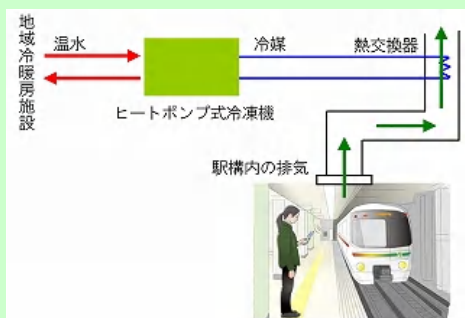 地域冷暖房施設
温水
冷媒
熱交換器
ヒートポンプ式冷凍機
駅構内の排気